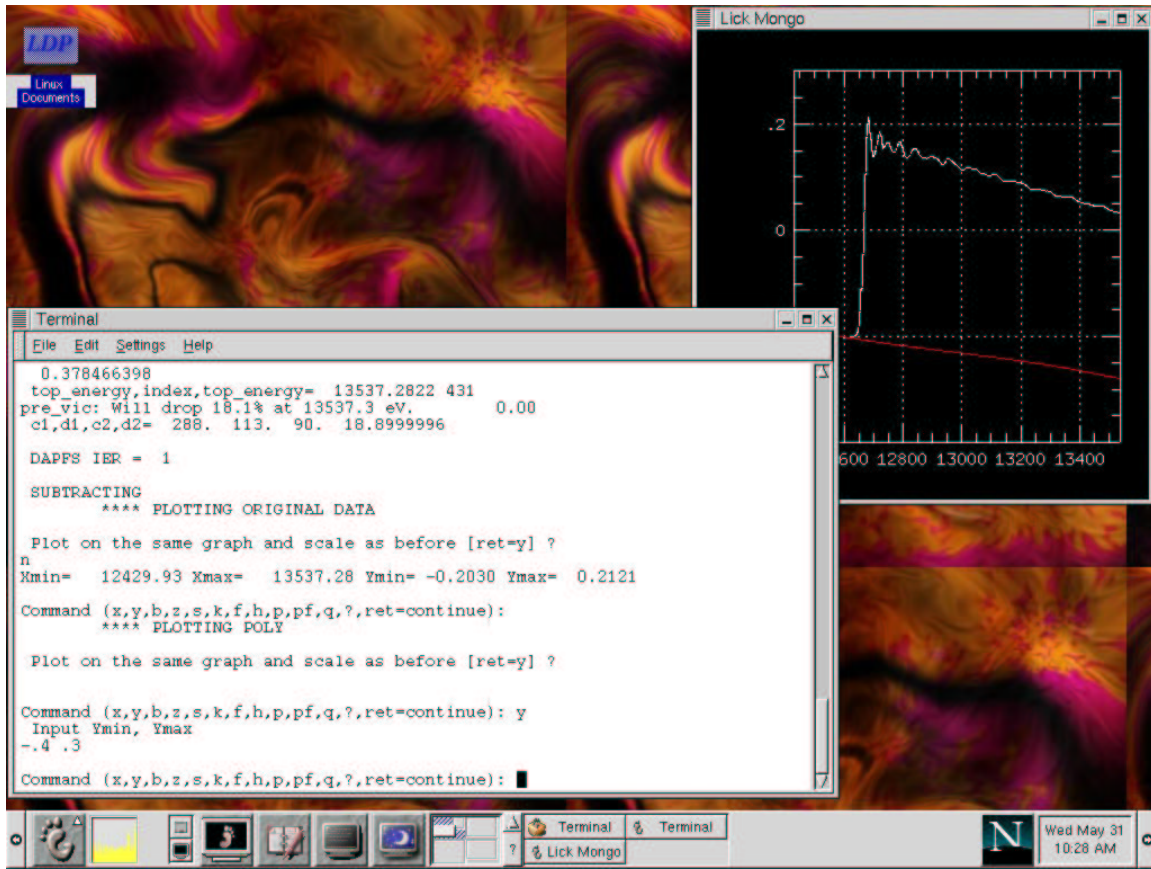 LDP
Linux
Documents
Lick Mongo
.2
0
600 12800 13000 13200 13400
Terminal
File Edit Settings Help
0.378466398
top_energy,index,top_energy= 13537.2822 431
pre_vic: Will drop 18.1% at 13537.3 eV. 0.00
c1,d1,c2,d2= 288. 113. 90. 18.8999996
DAPFS IER = 1
SUBTRACTING
**** PLOTTING ORIGINAL DATA
Plot on the same graph and scale as before [ret=y] ?
n
Xmin= 12429.93 Xmax= 13537.28 Ymin= -0.2030 Ymax= 0.2121
Command (x,y,b,z,s,k,f,h,p,pf,q,?,ret=continue):
**** PLOTTING POLY
Plot on the same graph and scale as before [ret=y] ?
Command (x,y,b,z,s,k,f,h,p,pf,q,?,ret=continue): y
Input Ymin, Ymax
-.4 .3
Command (x,y,b,z,s,k,f,h,p,pf,q,?,ret=continue):
?
Terminal
Terminal
Lick Mongo
N
Wed May 31
10:28 AM